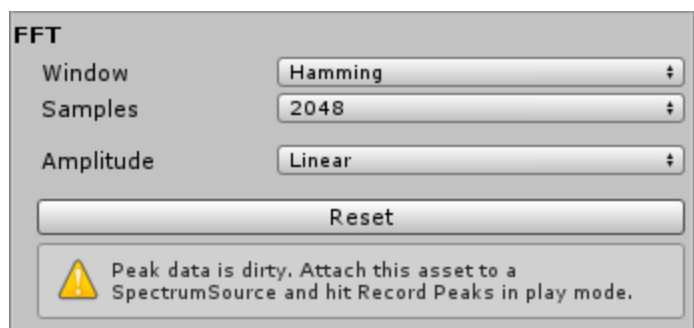 FFT
Window Hamming
Samples 2048
Amplitude Linear
Reset
Peak data is dirty. Attach this asset to a
SpectrumSource and hit Record Peaks in play mode.